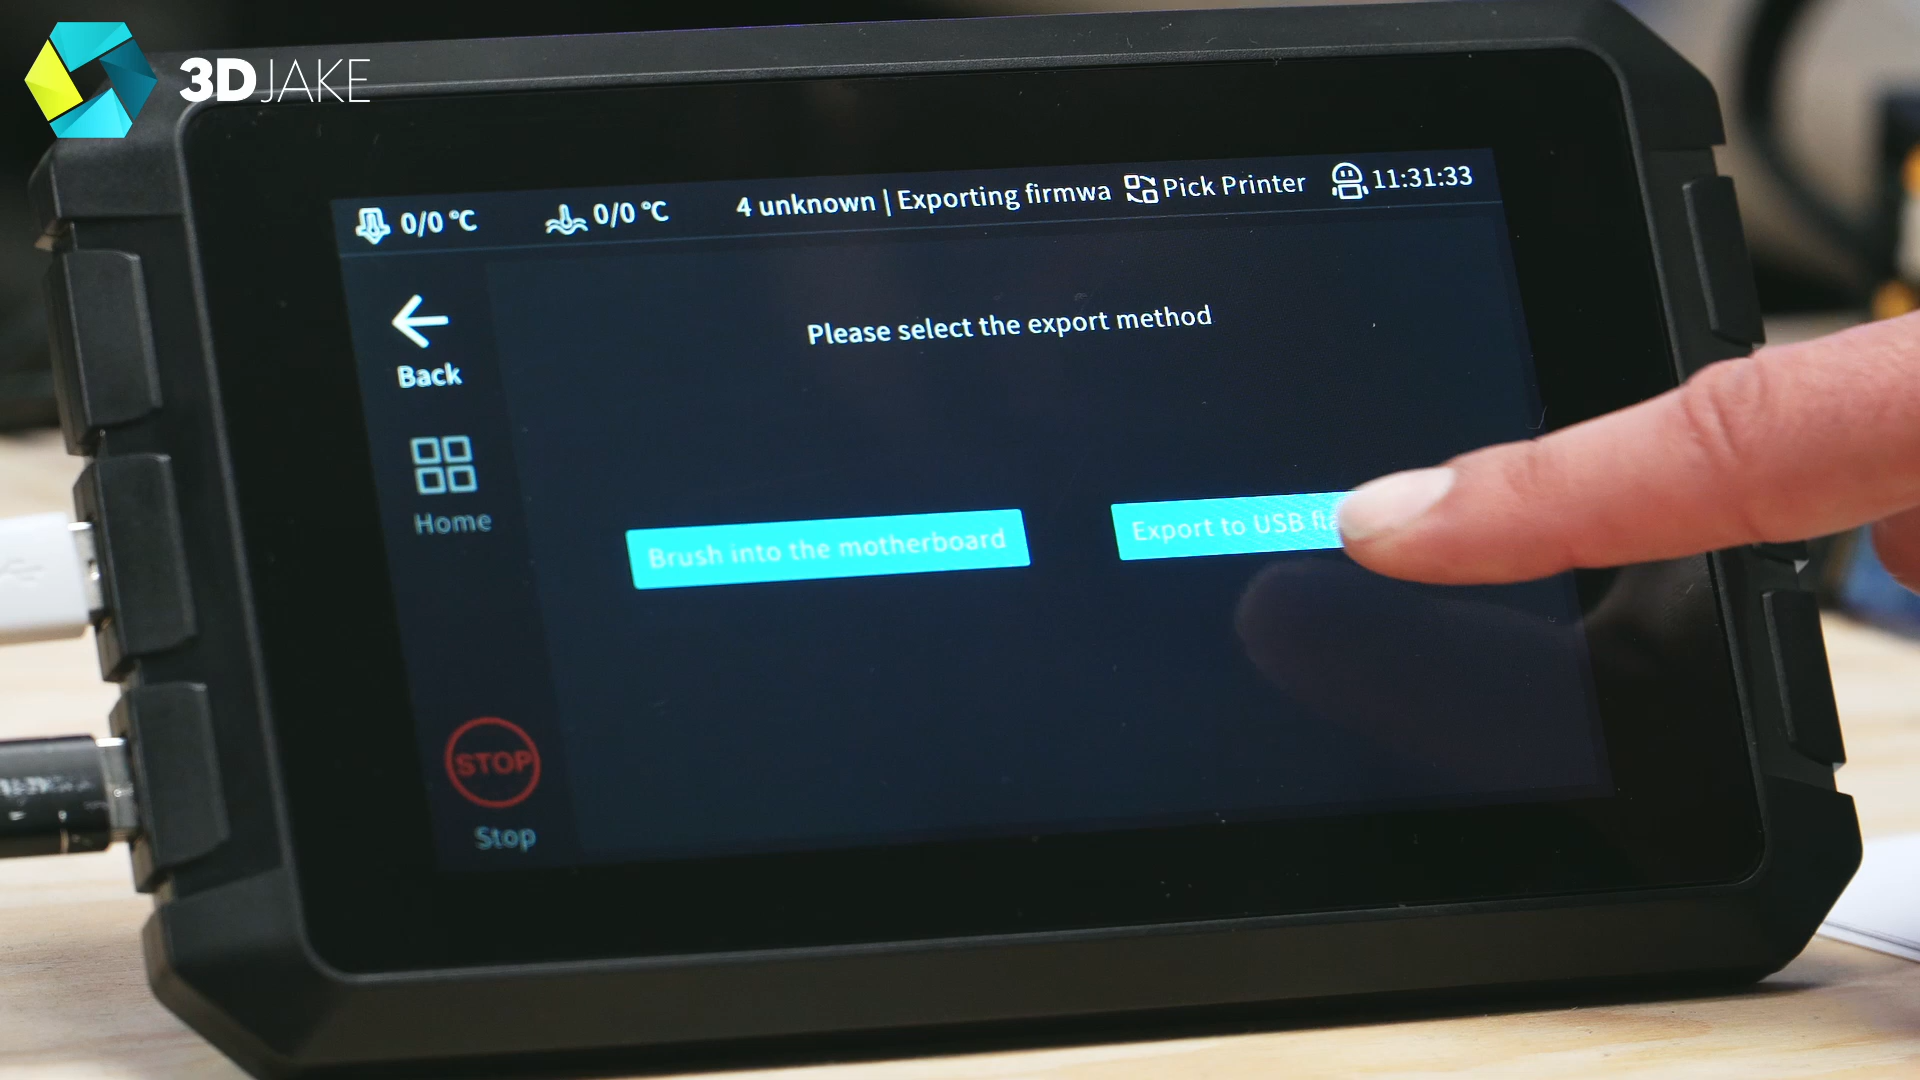 3DJAKE
0/0 °C
0/0 °C
4 unknown | Exporting firmwa
Pick Printer
11:31:33
Back
Please select the export method
Home
Brush into the motherboard
Export to USB fla
STOP
Stop